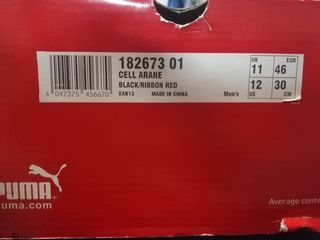 182673 01
CELL ARANE
BLACK/RIBBON RED
4 047375 456670
EAN13 MADE IN CHINA Men's
UK EUR
11 46
12 30
US CM
PUMA
puma.com
Average conte